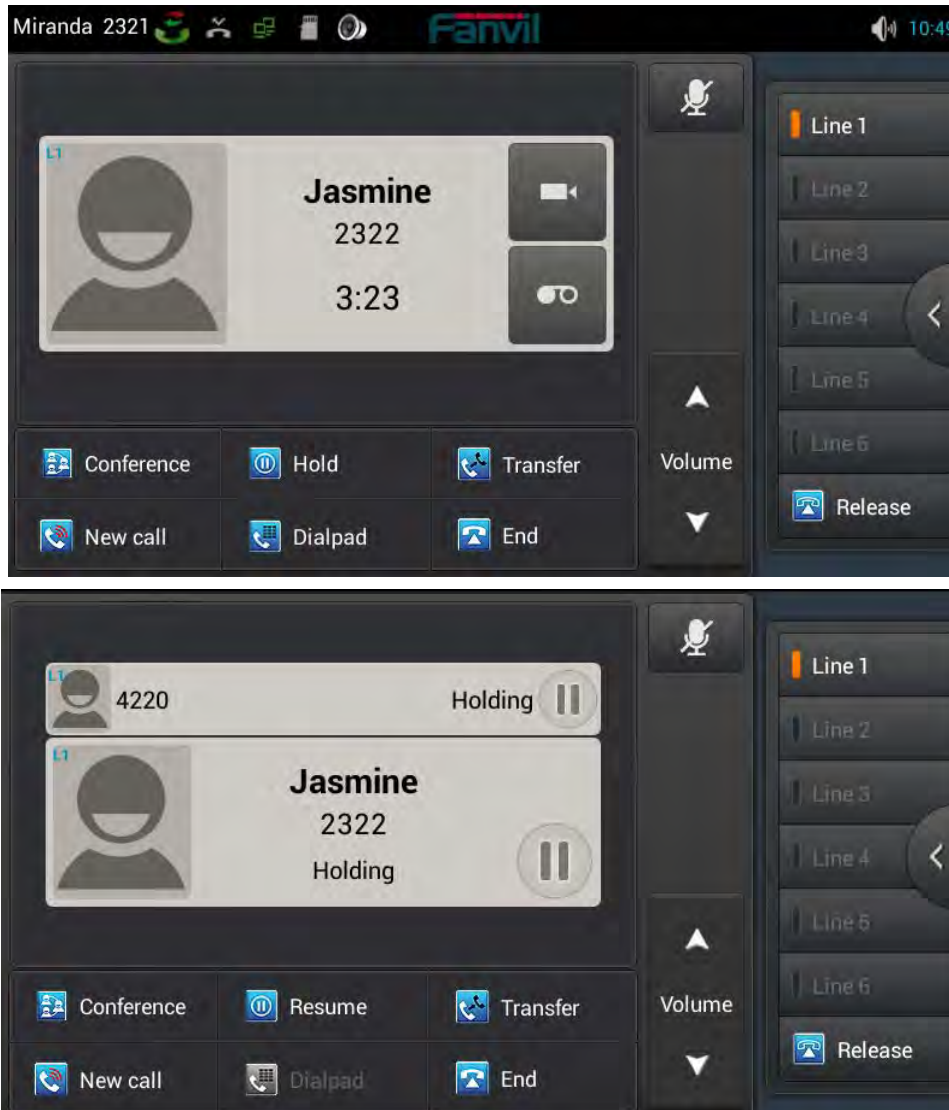 Miranda 2321
Fanvil
10:49
L1
Jasmine
2322
3:23
Conference
Hold
Transfer
New call
Dialpad
End
Volume
Line 1
Line 2
Line 3
Line 4
Line 5
Line 6
Release
L1
4220
Holding
L1
Jasmine
2322
Holding
Conference
Resume
Transfer
New call
Dialpad
End
Volume
Line 1
Line 2
Line 3
Line 4
Line 5
Line 6
Release